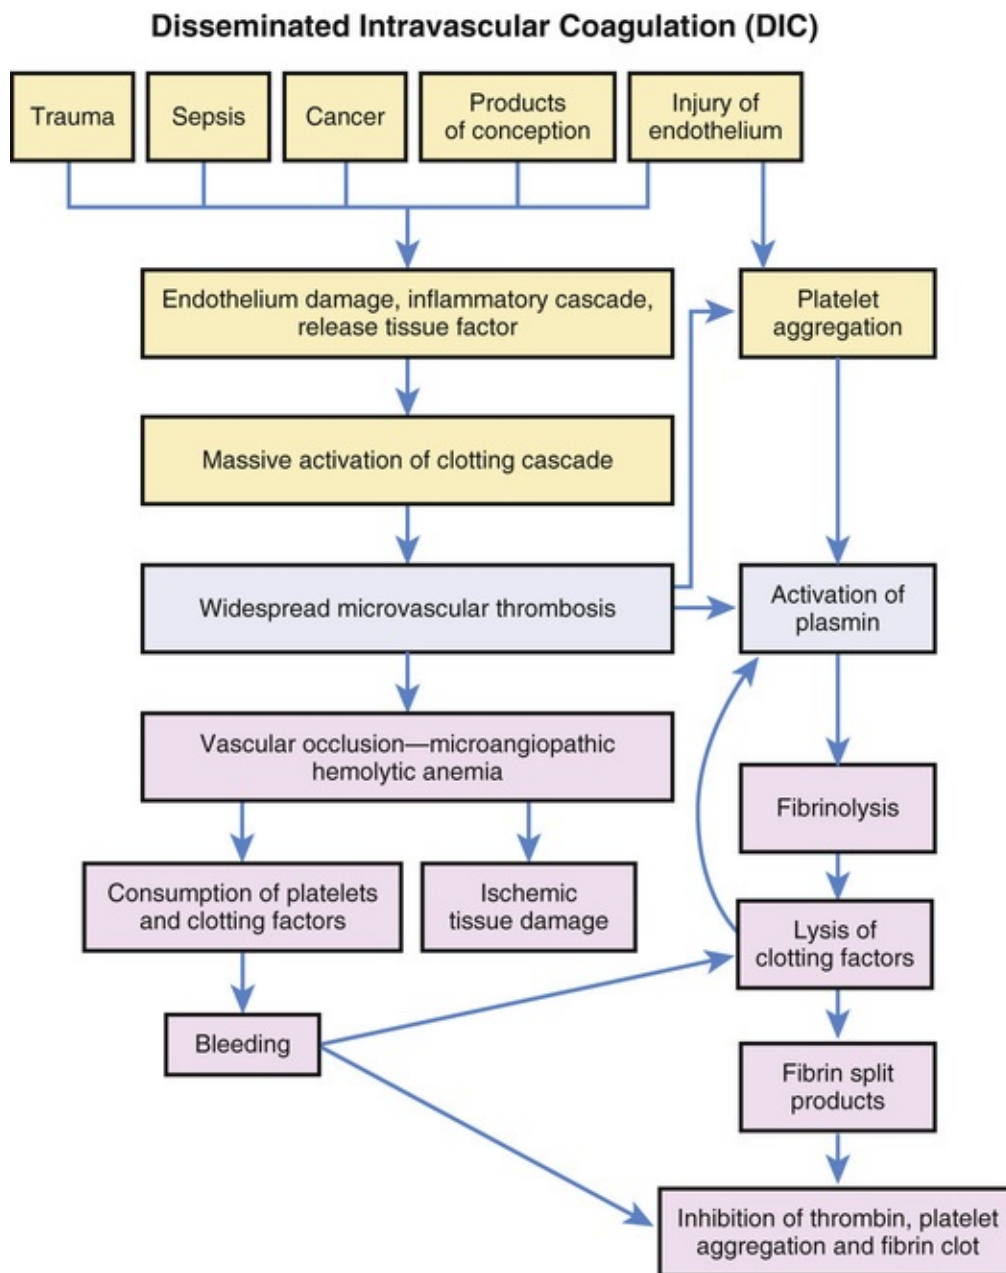 Disseminated Intravascular Coagulation (DIC)
Trauma
Sepsis
Cancer
Products
of conception
Injury of
endothelium
Endothelium damage, inflammatory cascade,
release tissue factor
Platelet
aggregation
Massive activation of clotting cascade
Widespread microvascular thrombosis
Activation of
plasmin
Vascular occlusion—microangiopathic
hemolytic anemia
Fibrinolysis
Consumption of platelets
and clotting factors
Ischemic
tissue damage
Lysis of
clotting factors
Bleeding
Fibrin split
products
Inhibition of thrombin, platelet
aggregation and fibrin clot